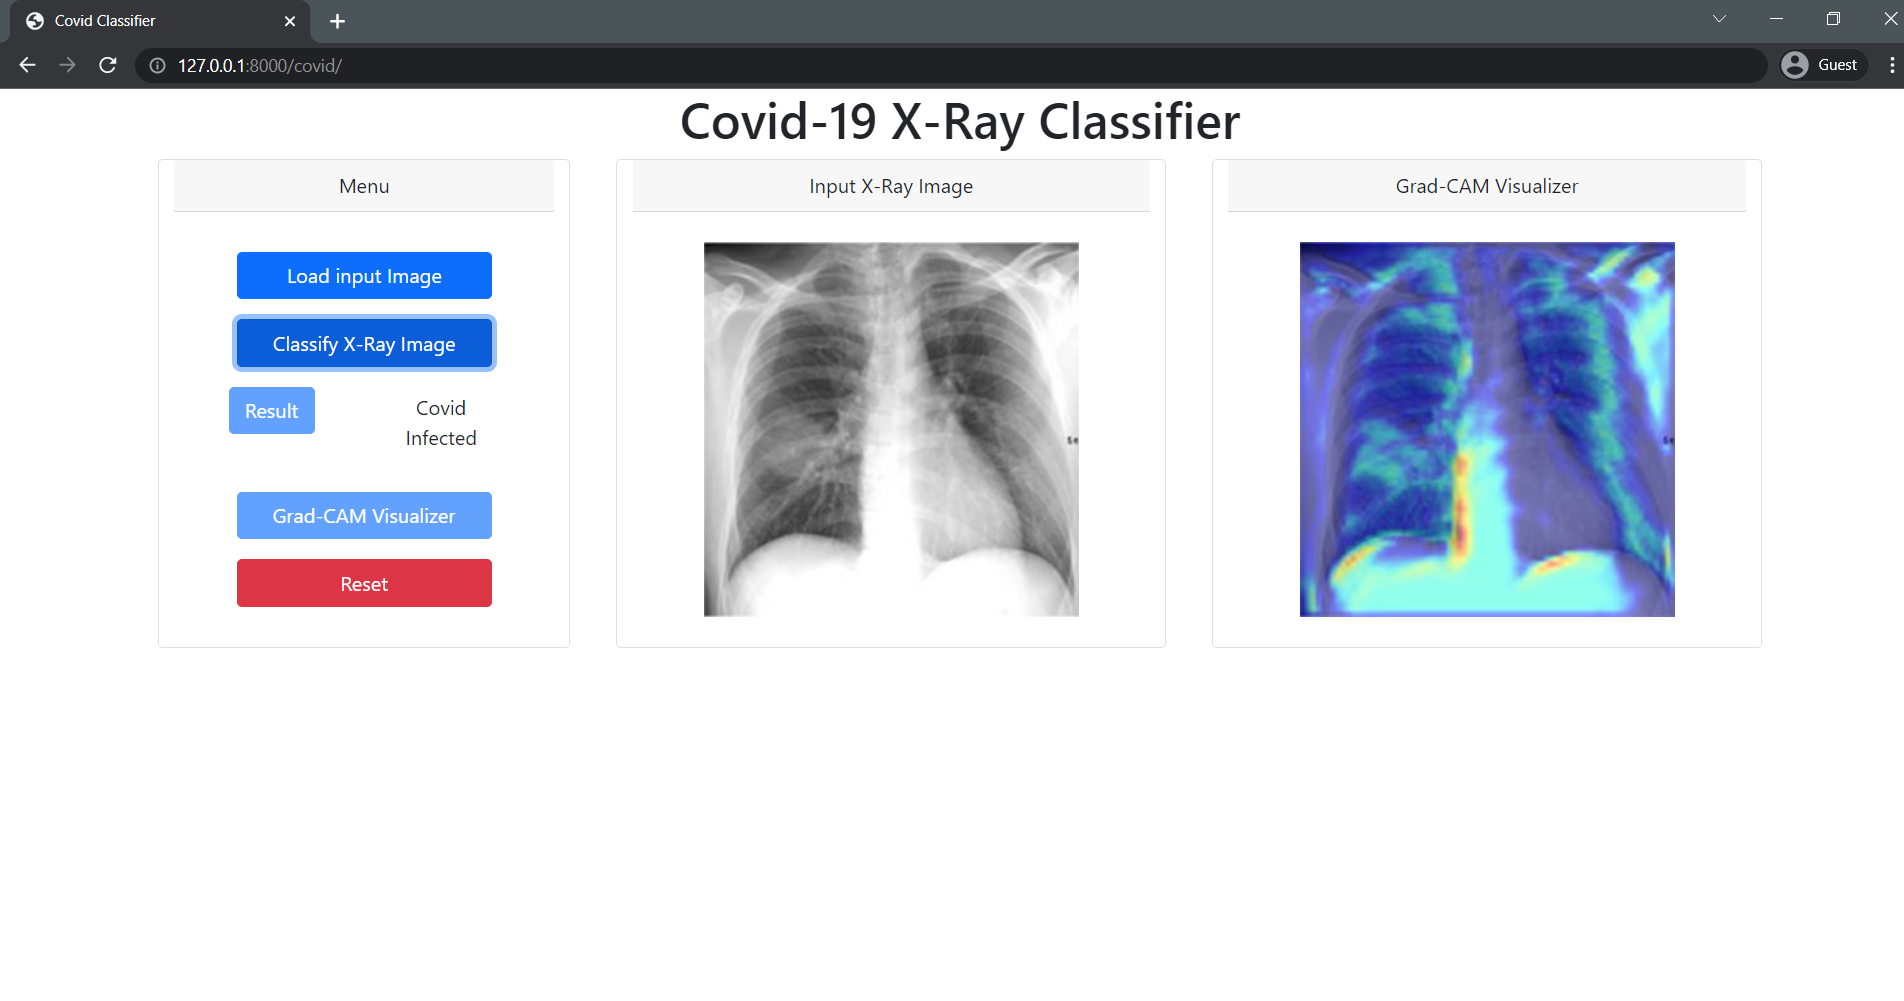 Covid Classifier
127.0.0.1:8000/covid/
Guest
Covid-19 X-Ray Classifier
Menu
Load input Image
Classify X-Ray Image
Result
Covid
Infected
Grad-CAM Visualizer
Reset
Input X-Ray Image
Grad-CAM Visualizer